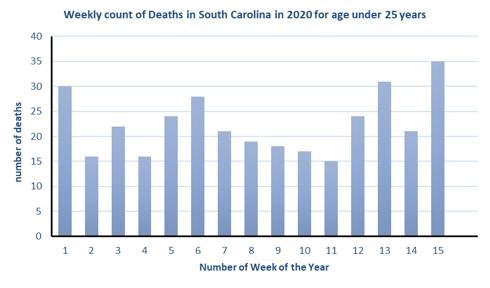 Weekly count of Deaths in South Carolina in 2020 for age under 25 years
40
35
30
25
20
15
10
5
0
number of deaths
1 2 3 4 5 6 7 8 9 10 11 12 13 14 15
Number of Week of the Year